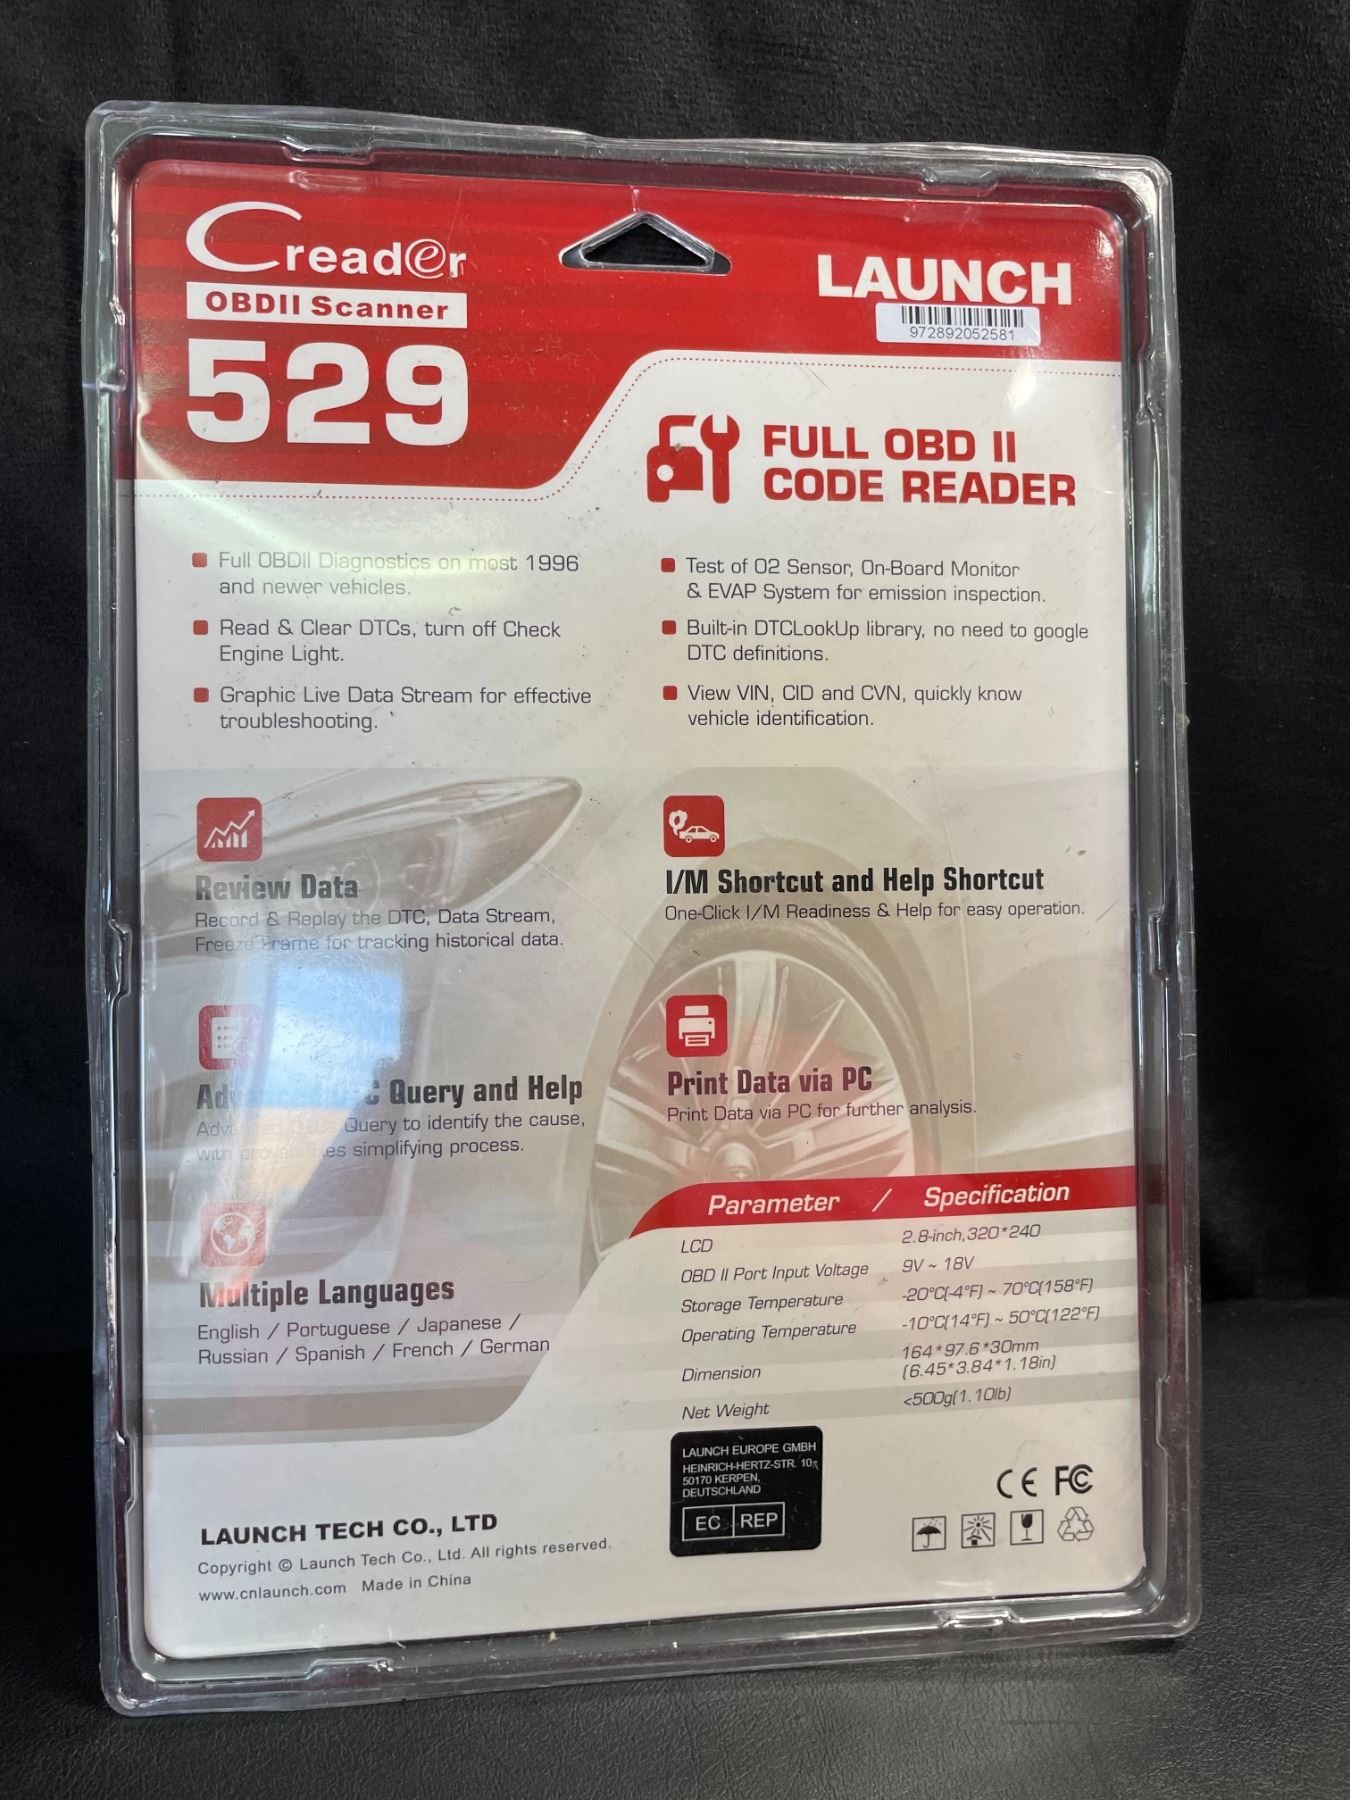 Creader
OBDII Scanner
529
LAUNCH
972892052581
FULL OBD II
CODE READER
Full OBDII Diagnostics on most 1996
and newer vehicles.
Read & Clear DTCs, turn off Check
Engine Light.
Graphic Live Data Stream for effective
troubleshooting.
Test of O2 Sensor, On-Board Monitor
& EVAP System for emission inspection.
Built-in DTCLookUp library, no need to google
DTC definitions.
View VIN, CID and CVN, quickly know
vehicle identification.
Review Data
Record & Replay the DTC, Data Stream,
Freeze Frame for tracking historical data.
I/M Shortcut and Help Shortcut
One-Click I/M Readiness & Help for easy operation.
Query and Help
Query to identify the cause,
with proven simplifying process.
Print Data via PC
Print Data via PC for further analysis.
Multiple Languages
English / Portuguese / Japanese /
Russian / Spanish / French / German
Parameter / Specification
LCD 2.8-inch,320*240
OBD II Port Input Voltage 9V ~ 18V
Storage Temperature -20°C(-4°F) ~ 70°C(158°F)
Operating Temperature -10°C(14°F) ~ 50°C(122°F)
Dimension 164*97.6*30mm
(6.45*3.84*1.18in)
Net Weight <500g(1.10lb)
LAUNCH EUROPE GMBH
HEINRICH-HERTZ-STR. 10,
50170 KERPEN,
DEUTSCHLAND
EC REP
CE FC
LAUNCH TECH CO., LTD
Copyright © Launch Tech Co., Ltd. All rights reserved.
www.cnlaunch.com Made in China